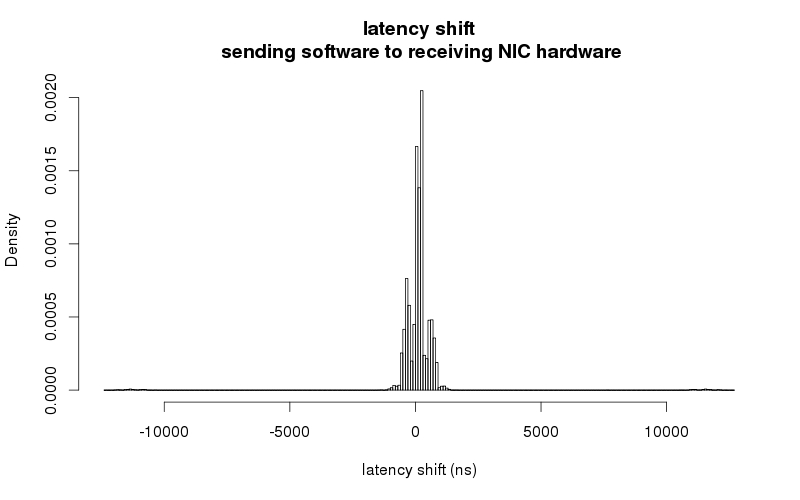 latency shift
sending software to receiving NIC hardware
Density
0.0020
0.0015
0.0010
0.0005
0.0000
-10000 -5000 0 5000 10000
latency shift (ns)